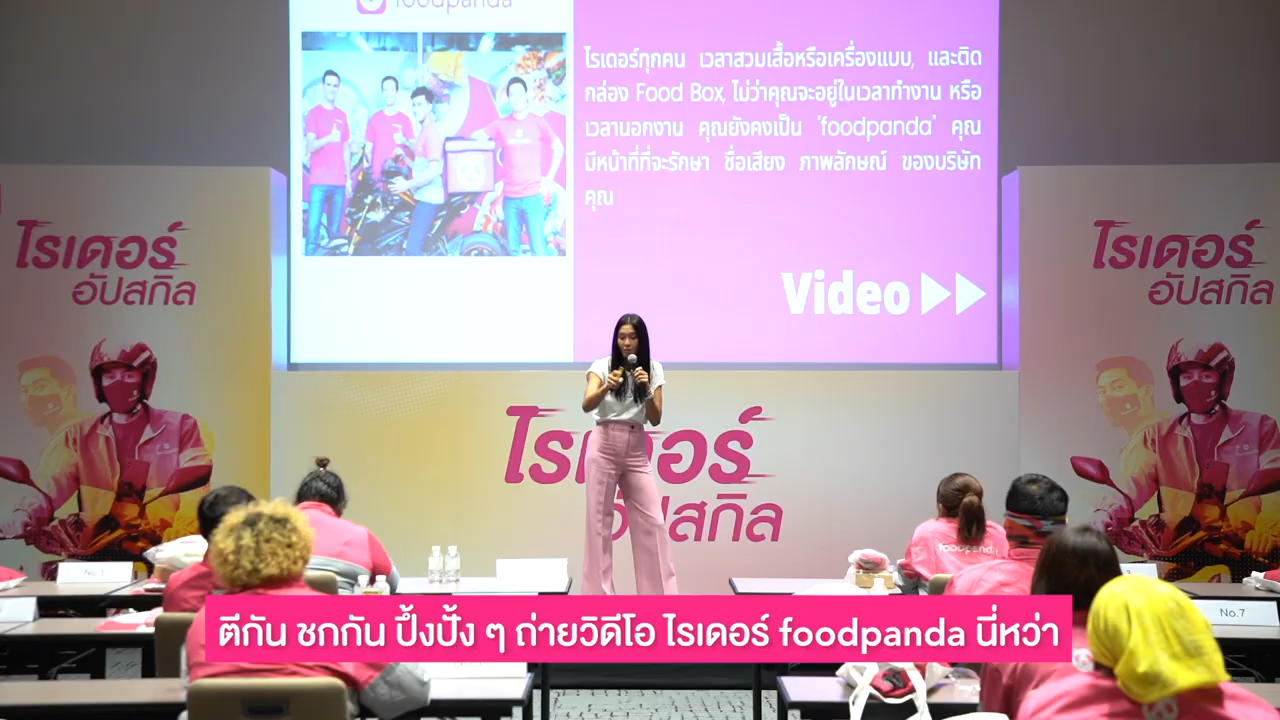 foodpanda
ไรเดอร์ทุกคน เวลาสวมเสื้อหรือเครื่องแบบ, และติด
กล่อง Food Box, ไม่ว่าคุณจะอยู่ในเวลาทำงาน หรือ
เวลานอกงาน คุณยังคงเป็น "foodpanda" คุณ
มีหน้าที่ที่จะรักษา ชื่อเสียง ภาพลักษณ์ ของบริษัท
คุณ
Video
ไรเดอร์
อัปสกิล
ไรเดอร์
อัปสกิล
ไรเดอร์
อัปสกิล
foodpanda
No.1
No.7
ตีกัน ชกกัน ปึ้งปั้ง ๆ ถ่ายวิดีโอ ไรเดอร์ foodpanda นี่หว่า